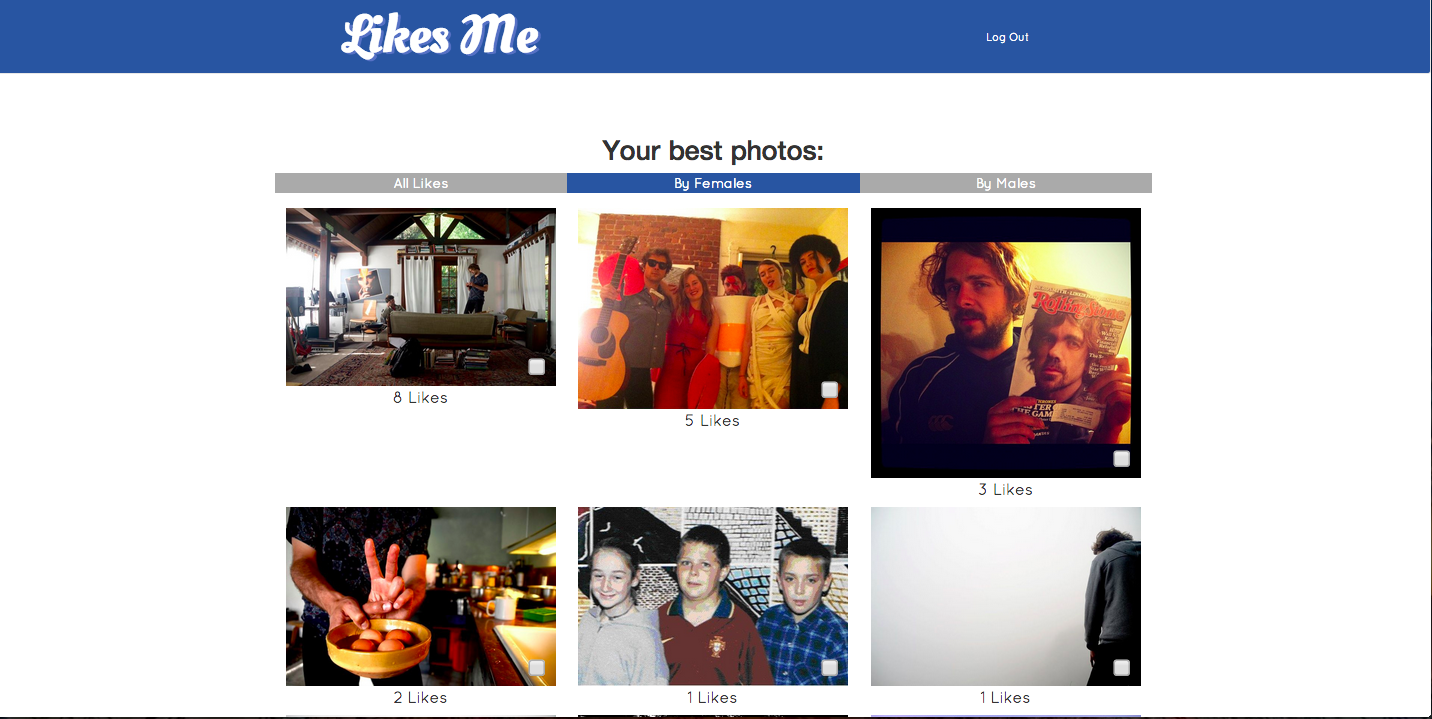 Likes Me
Log Out
Your best photos:
All Likes
By Females
By Males
RollingStone
8 Likes
5 Likes
3 Likes
2 Likes
1 Likes
1 Likes